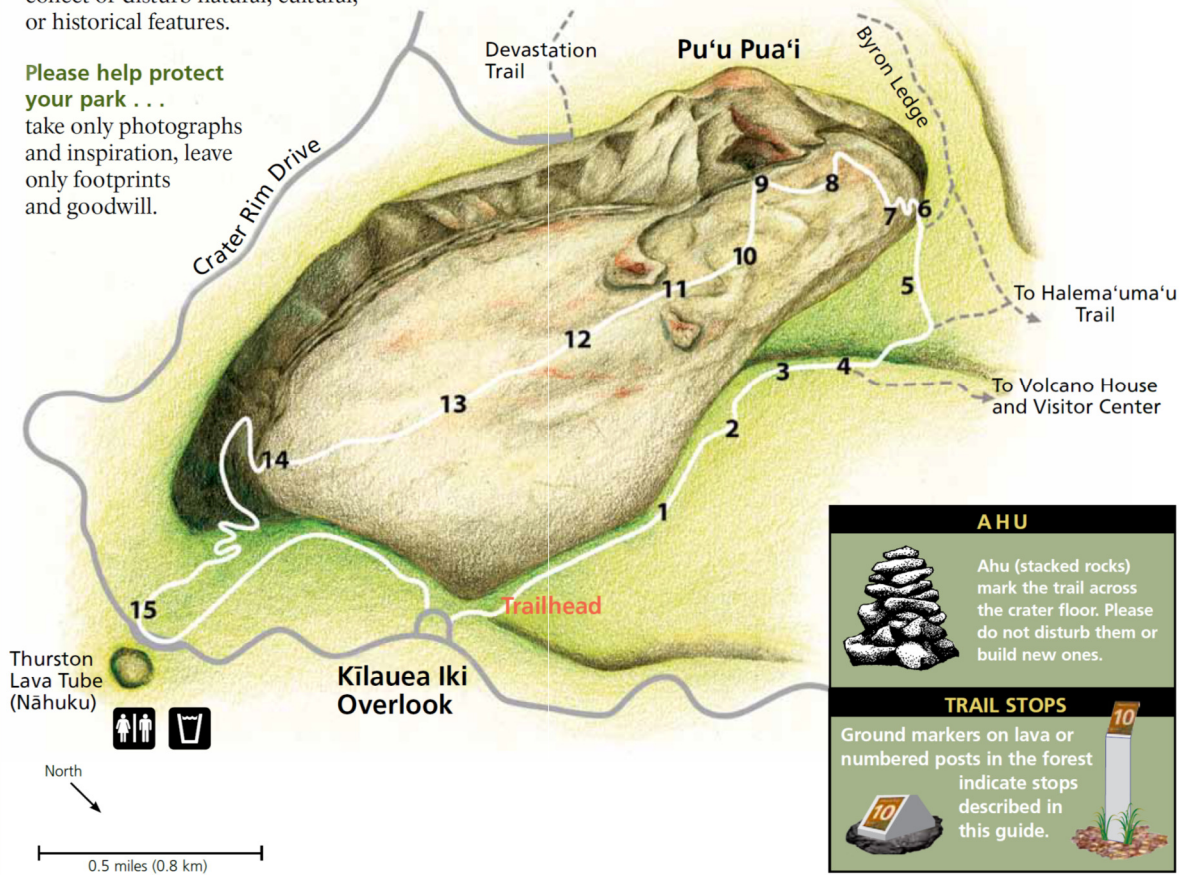 or historical features.
Please help protect
your park . . .
take only photographs
and inspiration, leave
only footprints
and goodwill.
Devastation
Trail
Puʻu Puaʻi
Byron Ledge
Crater Rim Drive
9
8
7
6
10
5
11
To Halemaʻumaʻu
Trail
12
3
4
To Volcano House
and Visitor Center
13
2
14
1
Trailhead
15
Thurston
Lava Tube
(Nāhuku)
Kīlauea Iki
Overlook
North
0.5 miles (0.8 km)
AHU
Ahu (stacked rocks)
mark the trail across
the crater floor. Please
do not disturb them or
build new ones.
TRAIL STOPS
10
Ground markers on lava or
numbered posts in the forest
indicate stops
described in
this guide.
10